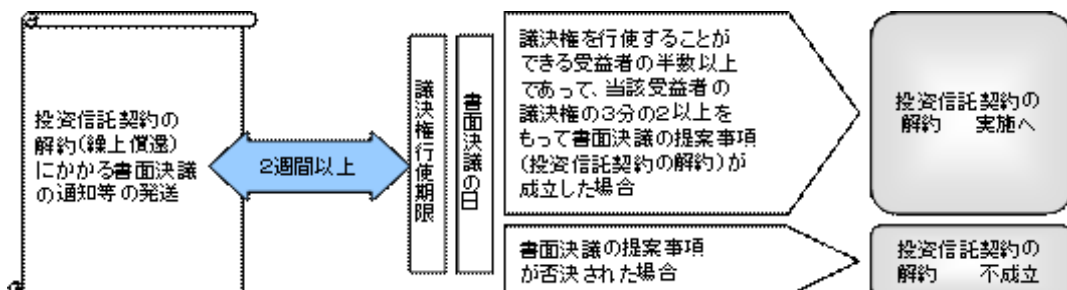 投資信託契約の
解約(繰上償還)
にかかる書面決議
の通知等の発送
2週間以上
議決権行使期限
書面決議の日
議決権を行使することが
できる受益者の半数以上
であって、当該受益者の
議決権の3分の2以上を
もって書面決議の提案事項
(投資信託契約の解約)が
成立した場合
投資信託契約の
解約 実施へ
書面決議の提案事項
が否決された場合
投資信託契約の
解約 不成立